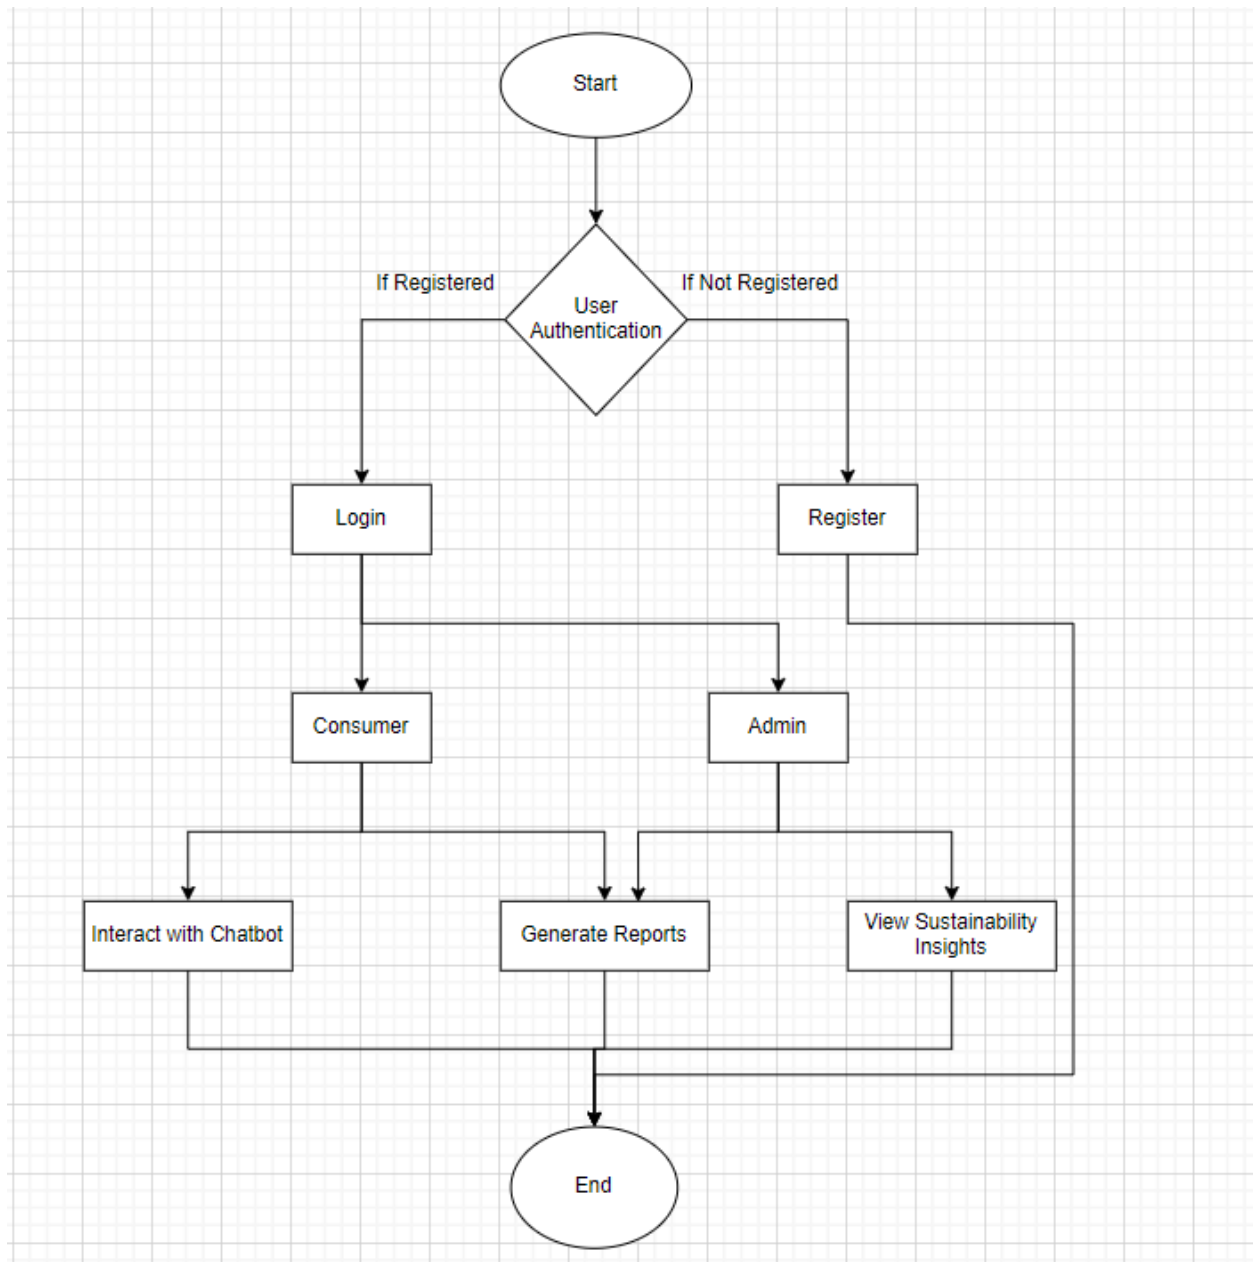 Start
If Registered
If Not Registered
User
Authentication
Login
Register
Consumer
Admin
Interact with Chatbot
Generate Reports
View Sustainability
Insights
End